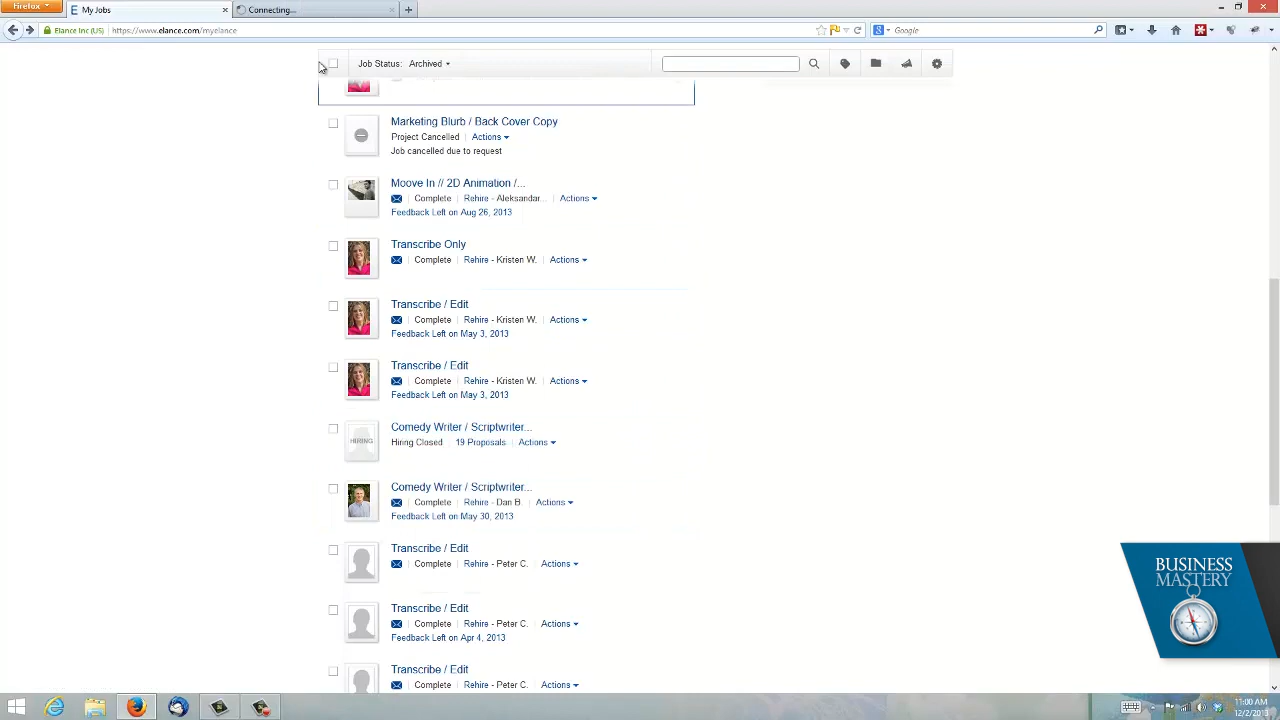 Firefox
My Jobs
Connecting...
Elance Inc (US)
https://www.elance.com/myelance
Google
Job Status: Archived
Marketing Blurb / Back Cover Copy
Project Cancelled Actions
Job cancelled due to request
Moove In // 2D Animation /...
Complete Rehire - Aleksandar... Actions
Feedback Left on Aug 26, 2013
Transcribe Only
Complete Rehire - Kristen W. Actions
Transcribe / Edit
Complete Rehire - Kristen W. Actions
Feedback Left on May 3, 2013
Transcribe / Edit
Complete Rehire - Kristen W. Actions
Feedback Left on May 3, 2013
Comedy Writer / Scriptwriter...
HIRING
Hiring Closed 19 Proposals Actions
Comedy Writer / Scriptwriter...
Complete Rehire - Dan B. Actions
Feedback Left on May 30, 2013
Transcribe / Edit
Complete Rehire - Peter C. Actions
Transcribe / Edit
Complete Rehire - Peter C. Actions
Feedback Left on Apr 4, 2013
Transcribe / Edit
Complete Rehire - Peter C. Actions
BUSINESS
MASTERY
11:00 AM